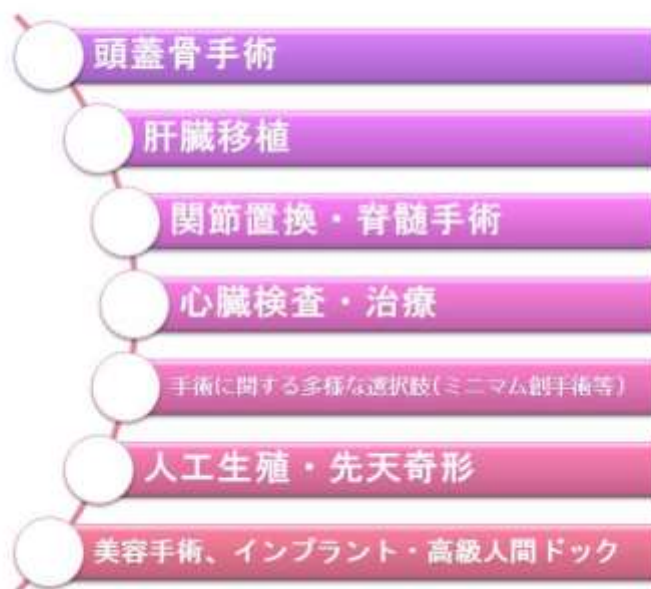 頭蓋骨手術
肝臓移植
関節置換・脊髄手術
心臓検査・治療
手術に関する多様な選択肢(ミニマム創手術等)
人工生殖・先天奇形
美容手術、インプラント・高級人間ドック